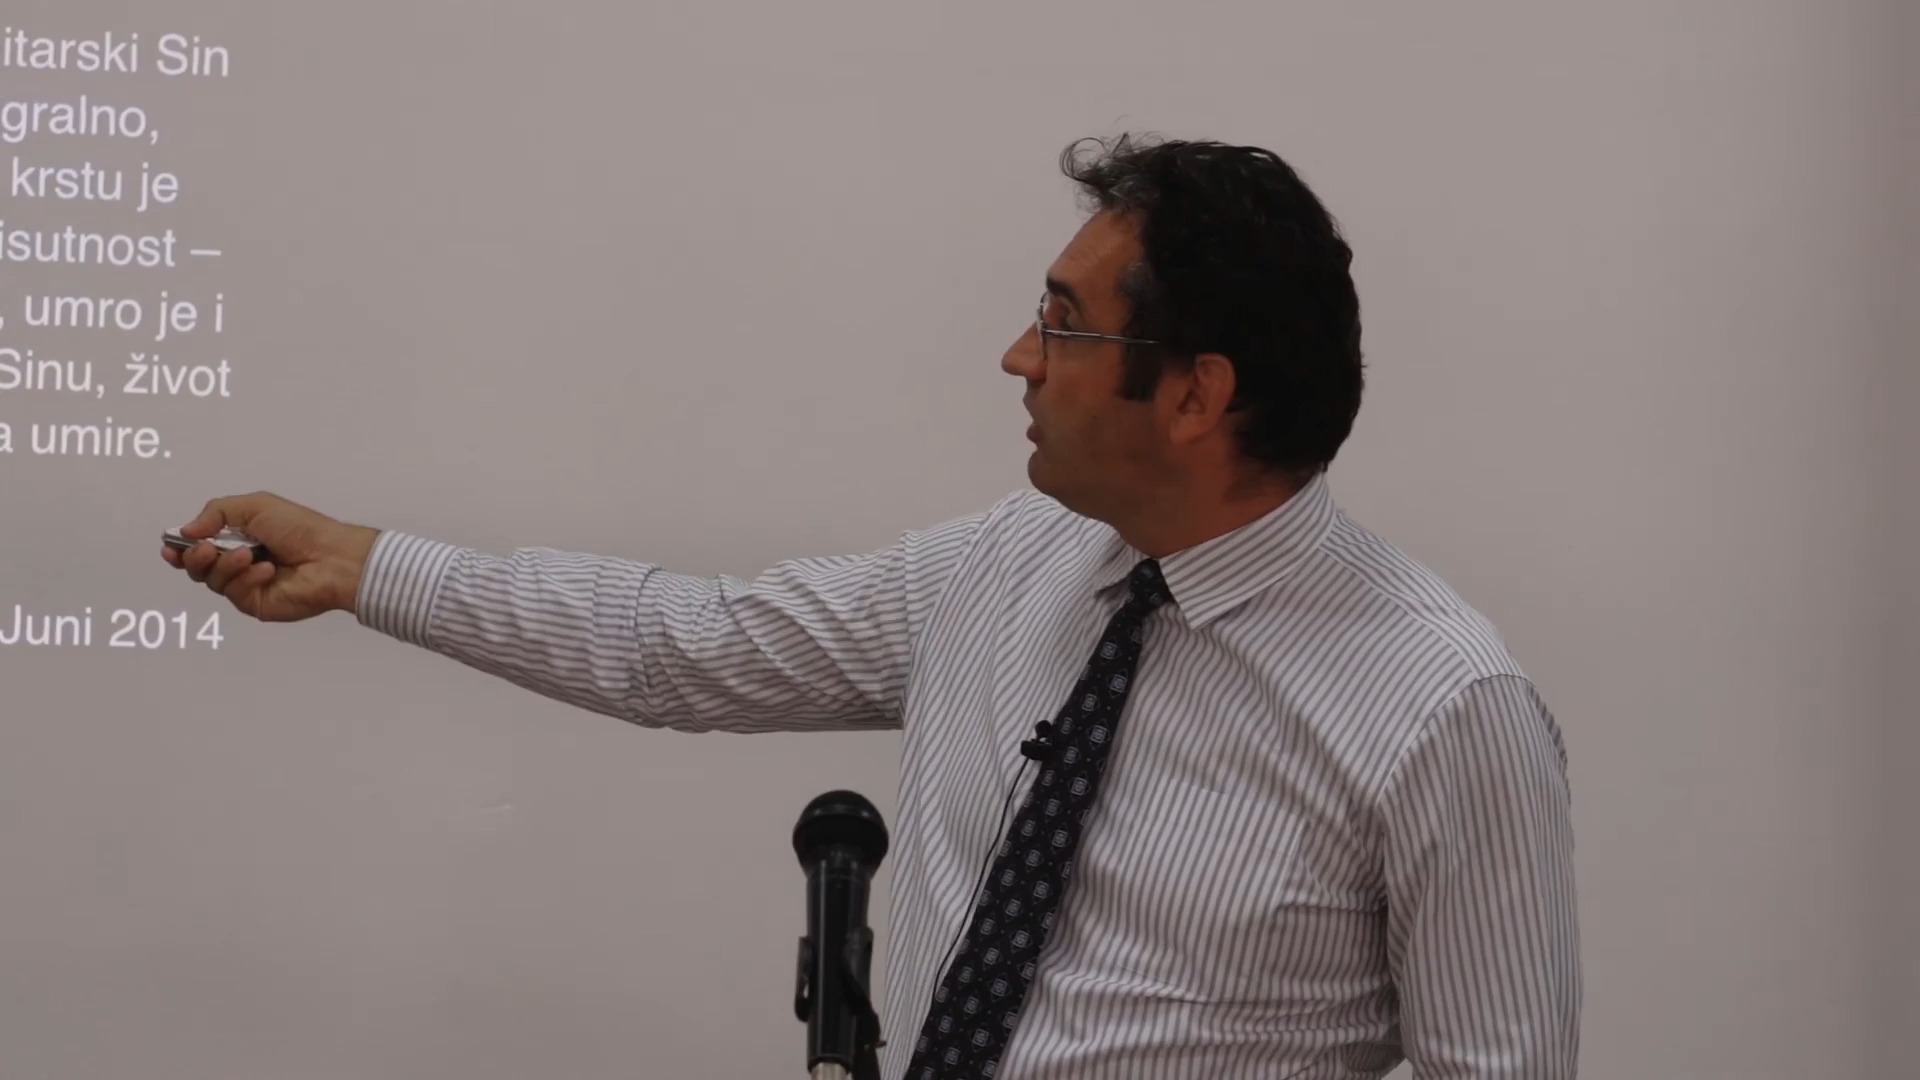 itarski Sin
gralno,
krstu je
isutnost –
, umro je i
Sinu, život
a umire.
Juni 2014